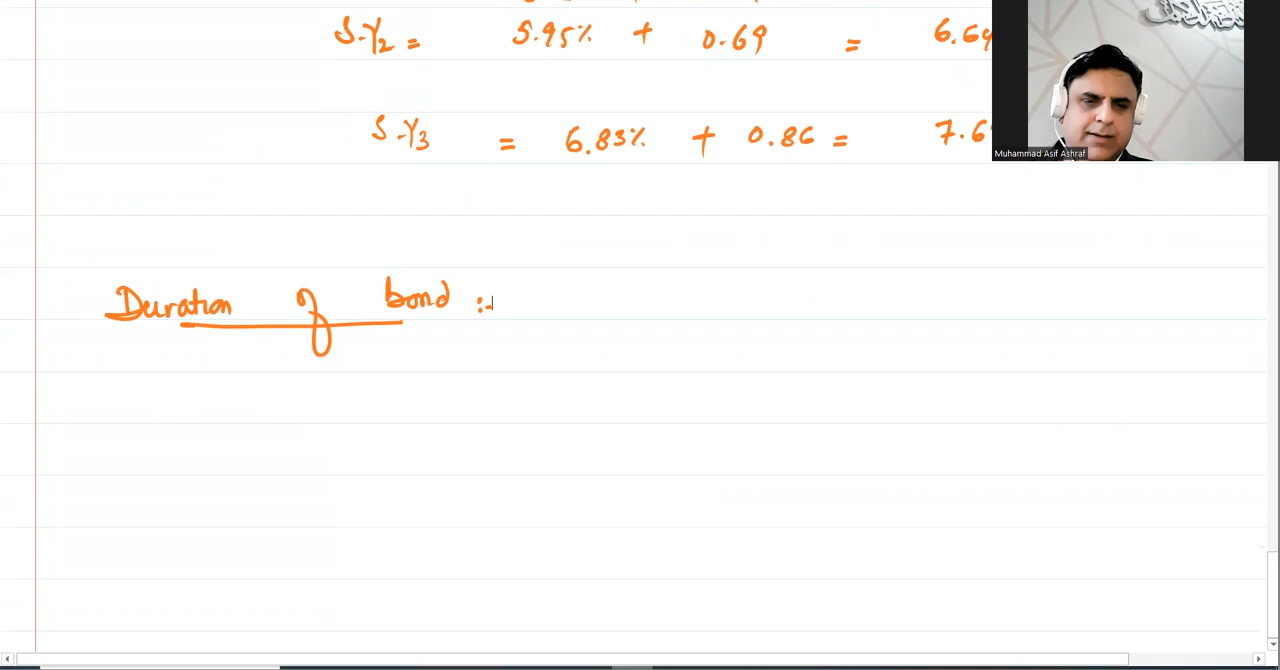 S.Y2 = 5.95% + 0.69 = 6.64
S.Y3 = 6.83% + 0.86 = 7.6
Muhammad Asif Ashraf
Duration of bond :-